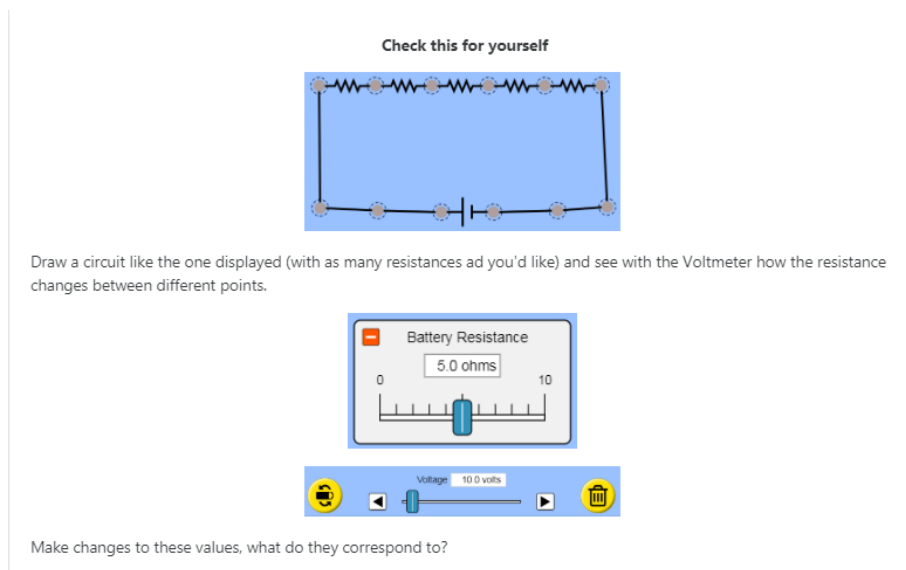 Check this for yourself
Draw a circuit like the one displayed (with as many resistances ad you'd like) and see with the Voltmeter how the resistance
changes between different points.
Battery Resistance
5.0 ohms
0 10
Voltage 10.0 volts
Make changes to these values, what do they correspond to?